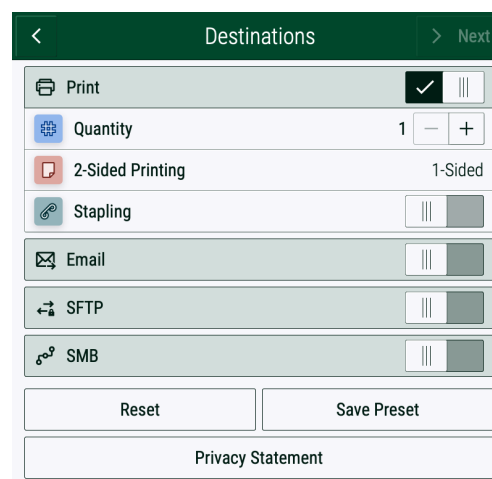 Destinations
Next
Print
Quantity
1
2-Sided Printing
1-Sided
Stapling
Email
SFTP
SMB
Reset
Save Preset
Privacy Statement